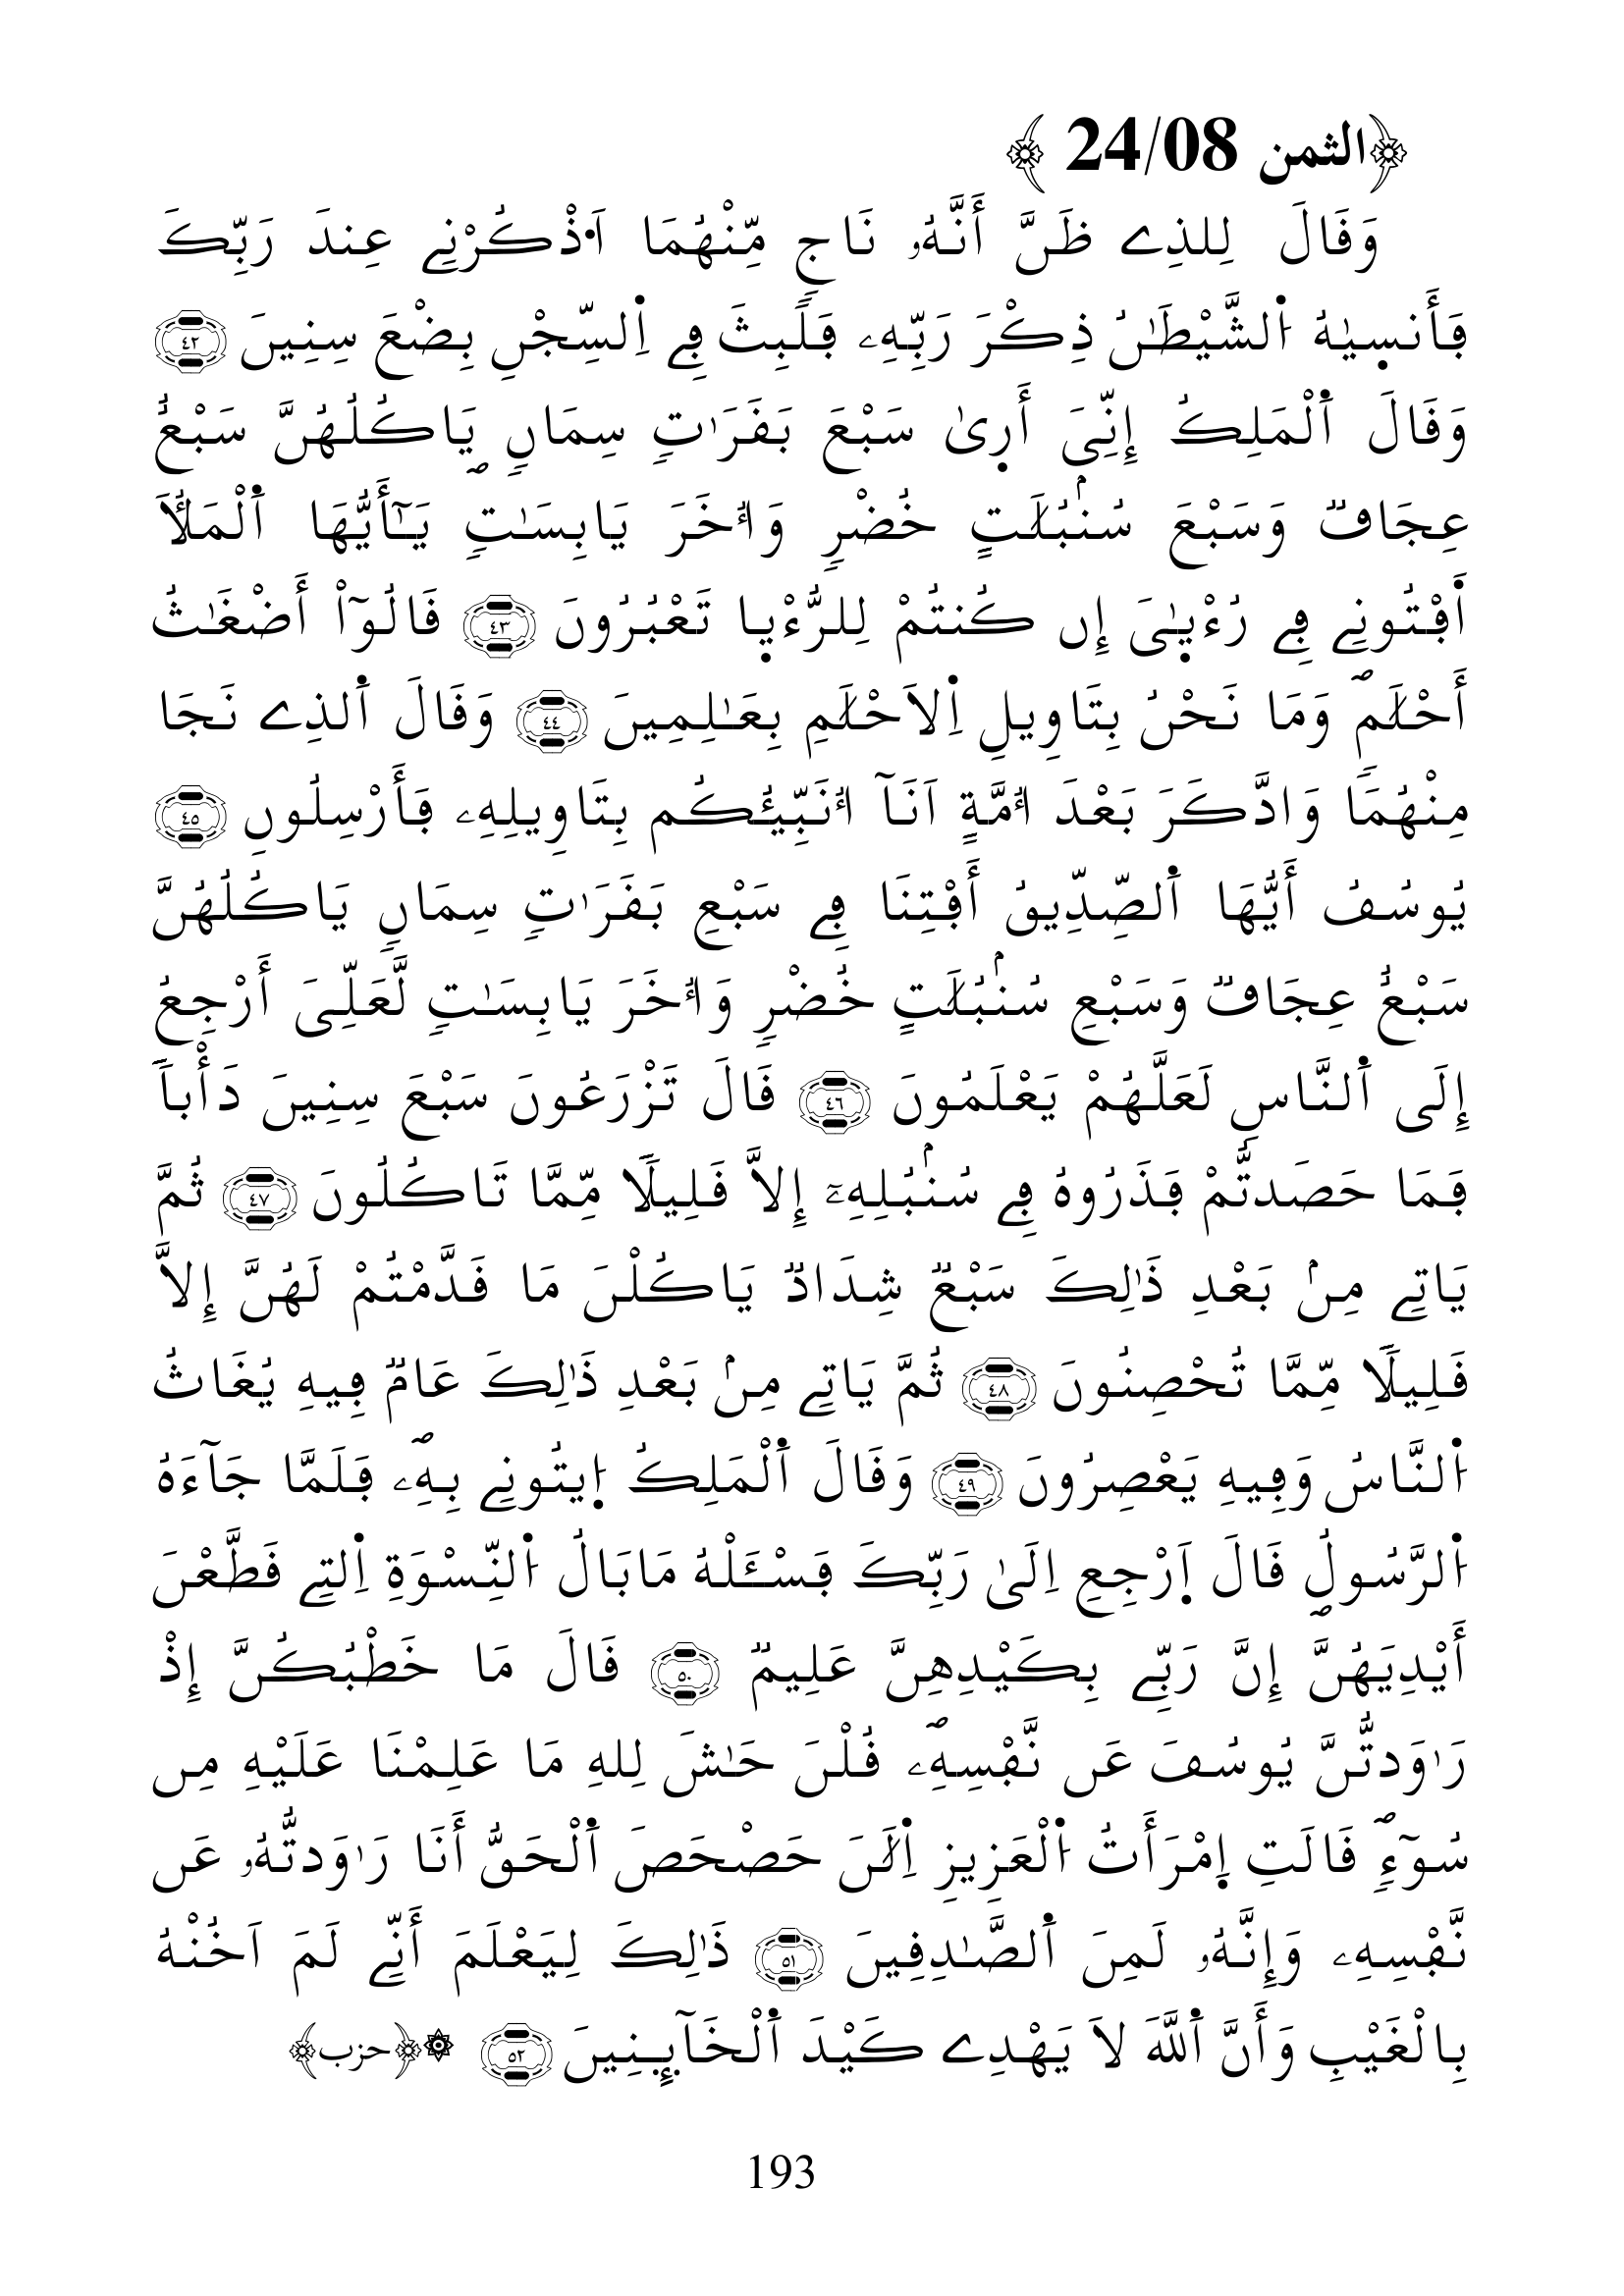 ﴿الثمن 24/08 ﴾
وَقَالَ لِلذِے ظَنَّ أَنَّهُۥ نَاجٖ مِّنْهُمَا اَ۟ذْكُرْنِے عِندَ رَبِّكَ
فَأَنس۪يٰهُ اُ۬لشَّيْطَٰنُ ذِكْرَ رَبِّهِۦ فَلَبِثَ فِے اِ۬لسِّجْنِ بِضْعَ سِنِينَۖ ٤٢
وَقَالَ اَ۬لْمَلِكُ إِنِّيَ أَر۪يٰ سَبْعَ بَقَرَٰتٖ سِمَانٖ يَاكُلُهُنَّ سَبْعٌ
عِجَافٞ وَسَبْعَ سُنۢبُلَٰتٍ خُضْرٖ وَأُخَرَ يَابِسَٰتٖۖ يَٰٓأَيُّهَا اَ۬لْمَلَأُ
اَ۬فْتُونِے فِے رُءْيٰ۪يَ إِن كُنتُمْ لِلرُّءْي۪ا تَعْبُرُونَۖ ٤٣ قَالُوٓاْ أَضْغَٰثُ
أَحْلَٰمٖۖ وَمَا نَحْنُ بِتَاوِيلِ اِ۬لَاحْلَٰمِ بِعَٰلِمِينَۖ ٤٤ وَقَالَ اَ۬لذِے نَجَا
مِنْهُمَا وَادَّكَرَ بَعْدَ أُمَّةٍ اَنَآ أُنَبِّئُكُم بِتَاوِيلِهِۦ فَأَرْسِلُونِۖ ٤٥
يُوسُفُ أَيُّهَا اَ۬لصِّدِّيقُ أَفْتِنَا فِے سَبْعِ بَقَرَٰتٖ سِمَانٖ يَاكُلُهُنَّ
سَبْعٌ عِجَافٞ وَسَبْعِ سُنۢبُلَٰتٍ خُضْرٖ وَأُخَرَ يَابِسَٰتٖ لَّعَلِّيَ أَرْجِعُ
إِلَى اَ۬لنَّاسِ لَعَلَّهُمْ يَعْلَمُونَۖ ٤٦ قَالَ تَزْرَعُونَ سَبْعَ سِنِينَ دَأْباٗ
فَمَا حَصَدتُّمْ فَذَرُوهُ فِے سُنۢبُلِهِۦٓ إِلَّا قَلِيلٗا مِّمَّا تَاكُلُونَۖ ٤٧ ثُمَّ
يَاتِے مِنۢ بَعْدِ ذَٰلِكَ سَبْعٞ شِدَادٞ يَاكُلْنَ مَا قَدَّمْتُمْ لَهُنَّ إِلَّا
قَلِيلٗا مِّمَّا تُحْصِنُونَۖ ٤٨ ثُمَّ يَاتِے مِنۢ بَعْدِ ذَٰلِكَ عَامٞ فِيهِ يُغَاثُ
اُ۬لنَّاسُ وَفِيهِ يَعْصِرُونَۖ ٤٩ وَقَالَ اَ۬لْمَلِكُ اُ۪يتُونِے بِهِۦۖ فَلَمَّا جَآءَهُ
اُ۬لرَّسُولُ قَالَ اَ۪رْجِعِ اِلَىٰ رَبِّكَ فَسْـَٔلْهُ مَا بَالُ اُ۬لنِّسْوَةِ اِ۬لتِے قَطَّعْنَ
أَيْدِيَهُنَّۖ إِنَّ رَبِّے بِكَيْدِهِنَّ عَلِيمٞۖ ٥٠ قَالَ مَا خَطْبُكُنَّ إِذْ
رَٰوَدتُّنَّ يُوسُفَ عَن نَّفْسِهِۦۖ قُلْنَ حَٰشَ لِلهِ مَا عَلِمْنَا عَلَيْهِ مِن
سُوٓءٖۖ قَالَتِ اِ۪مْرَأَتُ اُ۬لْعَزِيزِ اِ۬لَٰنَ حَصْحَصَ اَ۬لْحَقُّ أَنَا رَٰوَدتُّهُۥ عَن
نَّفْسِهِۦ وَإِنَّهُۥ لَمِنَ اَ۬لصَّٰدِقِينَۖ ٥١ ذَٰلِكَ لِيَعْلَمَ أَنِّے لَمَ اَخُنْهُ
بِالْغَيْبِ وَأَنَّ اَ۬للَّهَ لَا يَهْدِے كَيْدَ اَ۬لْخَآئِنِينَۖ ٥٢ ۞﴿حزب﴾
193